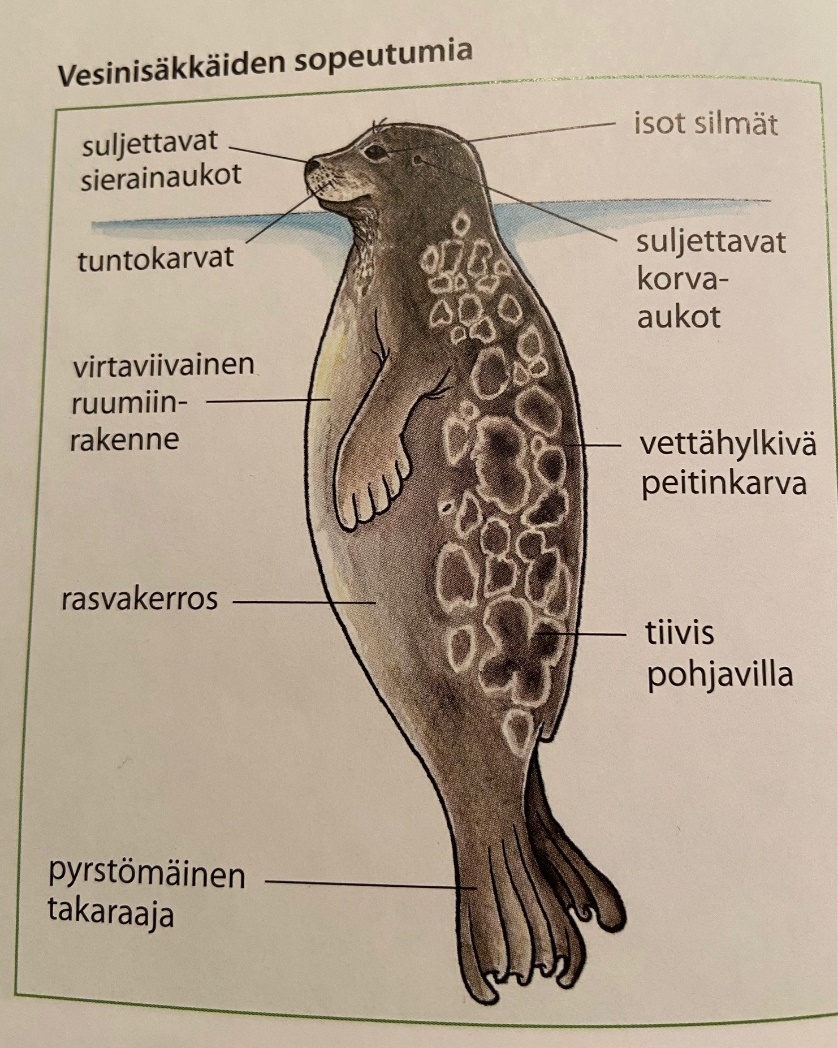 Vesinisäkkäiden sopeutumia
suljettavat
sierainaukot
isot silmät
tuntokarvat
suljettavat
korva-
aukot
virtaviivainen
ruumiin-
rakenne
vettähylkivä
peitinkarva
rasvakerros
tiivis
pohjavilla
pyrstömäinen
takaraaja